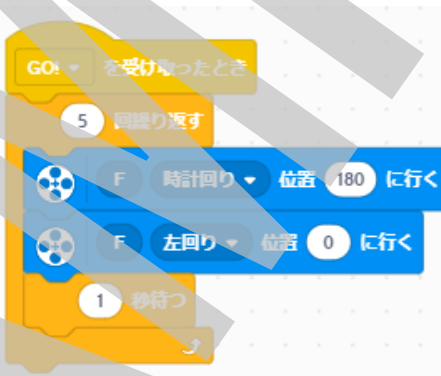 GO! を受け取ったとき
5 回繰り返す
F 時計回り 位置 180 に行く
F 左回り 位置 0 に行く
1 秒待つ